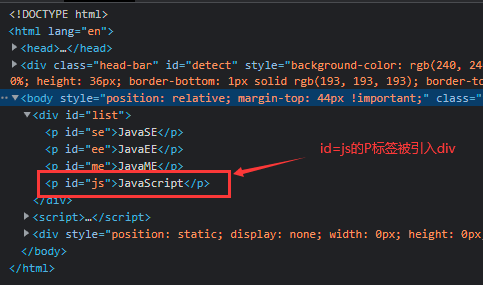 <!DOCTYPE html>
<html lang="en">
<head>…</head>
<div class="head-bar" id="detect" style="background-color: rgb(240, 24
0%; height: 36px; border-bottom: 1px solid rgb(193, 193, 193); border-to
<body style="position: relative; margin-top: 44px !important;" class="
<div id="list">
<p id="se">JavaSE</p>
<p id="ee">JavaEE</p>
<p id="me">JavaME</p>
<p id="js">JavaScript</p>
id=js的P标签被引入div
</div>
<script>…</script>
<div style="position: static; display: none; width: 0px; height: 0px
</body>
</html>